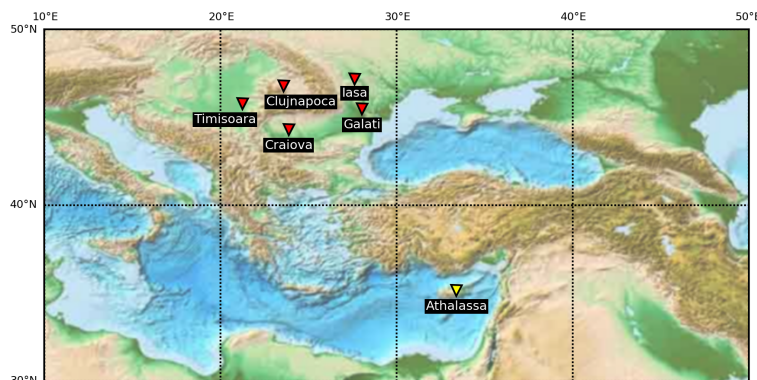 10°E 20°E 30°E 40°E 50°E
50°N
Clujnapoca
Iasa
Timisoara
Galati
Craiova
40°N
Athalassa
30°N